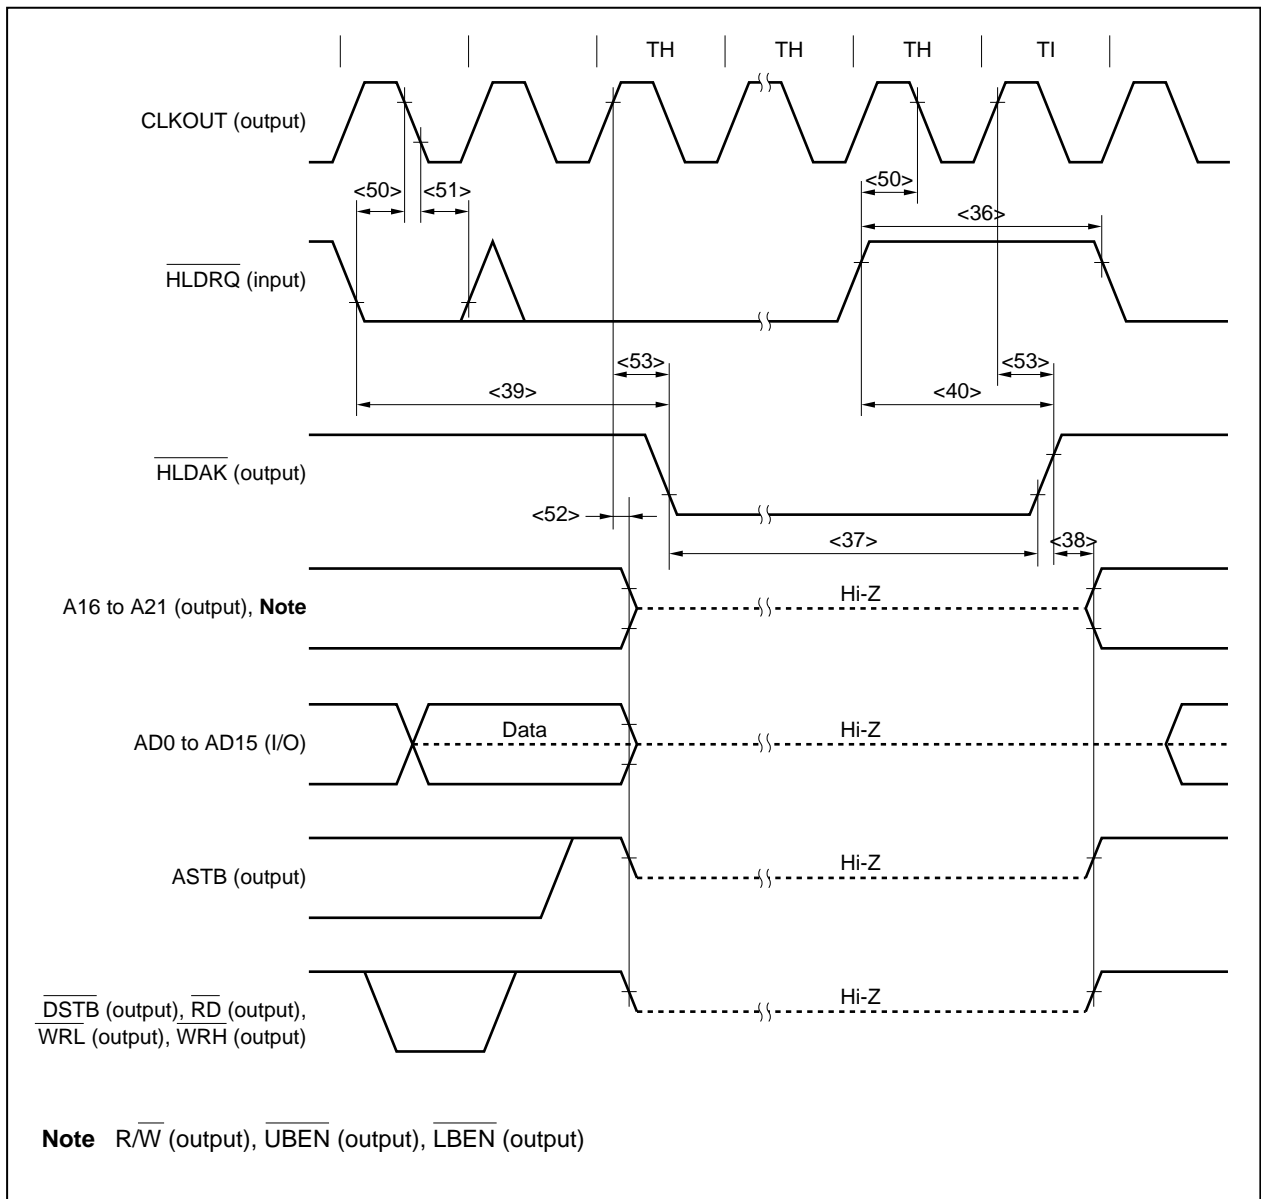 TH TH TH TI
CLKOUT (output)
<50> <51> <50>
<36>
HLDRQ (input)
<53> <53>
<39> <40>
HLDAK (output)
<52>
<37> <38>
A16 to A21 (output), Note Hi-Z
AD0 to AD15 (I/O) Data Hi-Z
ASTB (output) Hi-Z
DSTB (output), RD (output), Hi-Z
WRL (output), WRH (output)
Note R/W (output), UBEN (output), LBEN (output)